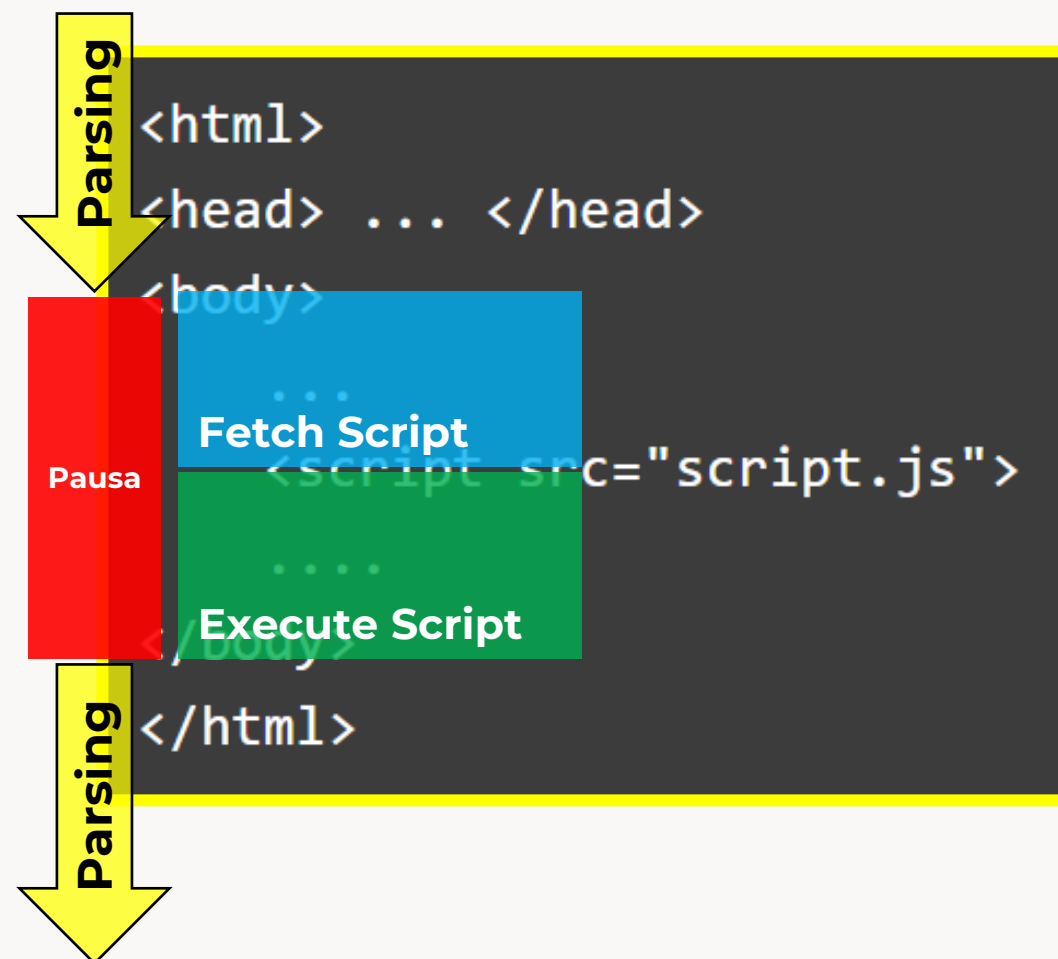 Parsing
<html>
<head> ... </head>
<body>
...
Fetch Script
Pausa
<script src="script.js">
....
Execute Script
</body>
</html>
Parsing